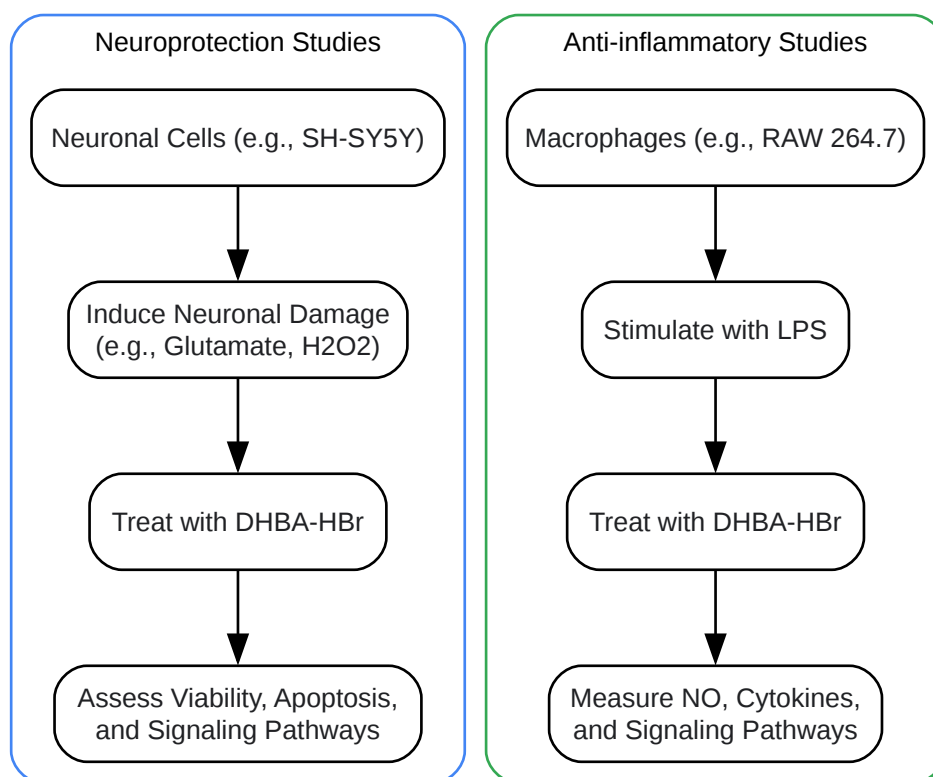 Neuroprotection Studies
Neuronal Cells (e.g., SH-SY5Y)
Induce Neuronal Damage
(e.g., Glutamate, H2O2)
Treat with DHBA-HBr
Assess Viability, Apoptosis,
and Signaling Pathways
Anti-inflammatory Studies
Macrophages (e.g., RAW 264.7)
Stimulate with LPS
Treat with DHBA-HBr
Measure NO, Cytokines,
and Signaling Pathways